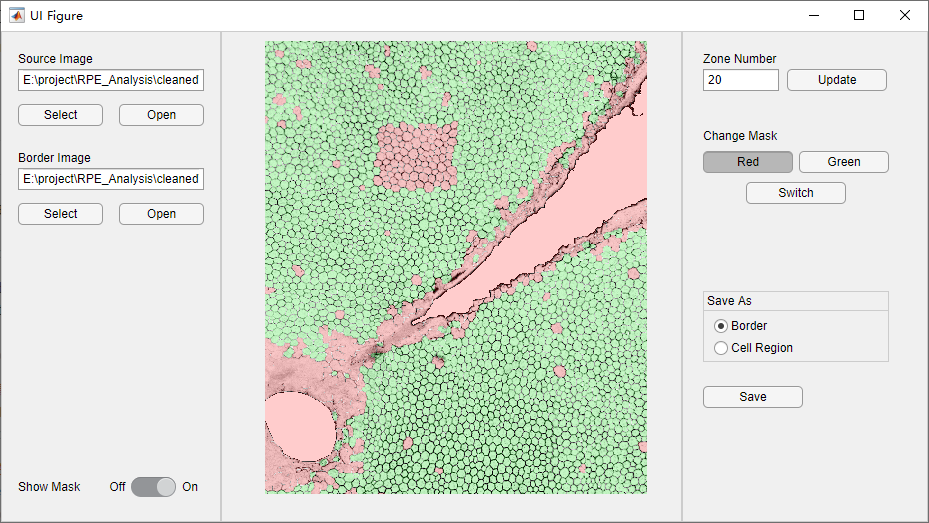 UI Figure
Source Image
E:\project\RPE_Analysis\cleaned
Select Open
Border Image
E:\project\RPE_Analysis\cleaned
Select Open
Show Mask Off On
Zone Number
20 Update
Change Mask
Red Green
Switch
Save As
Border
Cell Region
Save